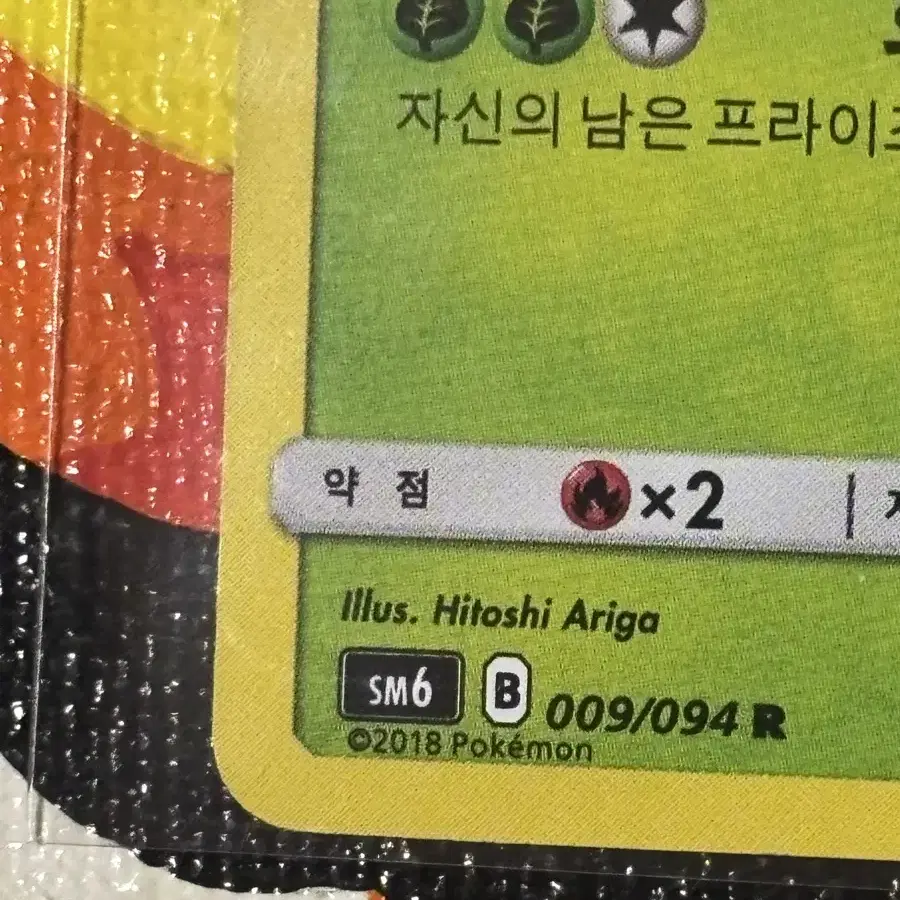 자신의 남은 프라이
약 점 ×2
Illus. Hitoshi Ariga
SM6 B 009/094 R
©2018 Pokémon